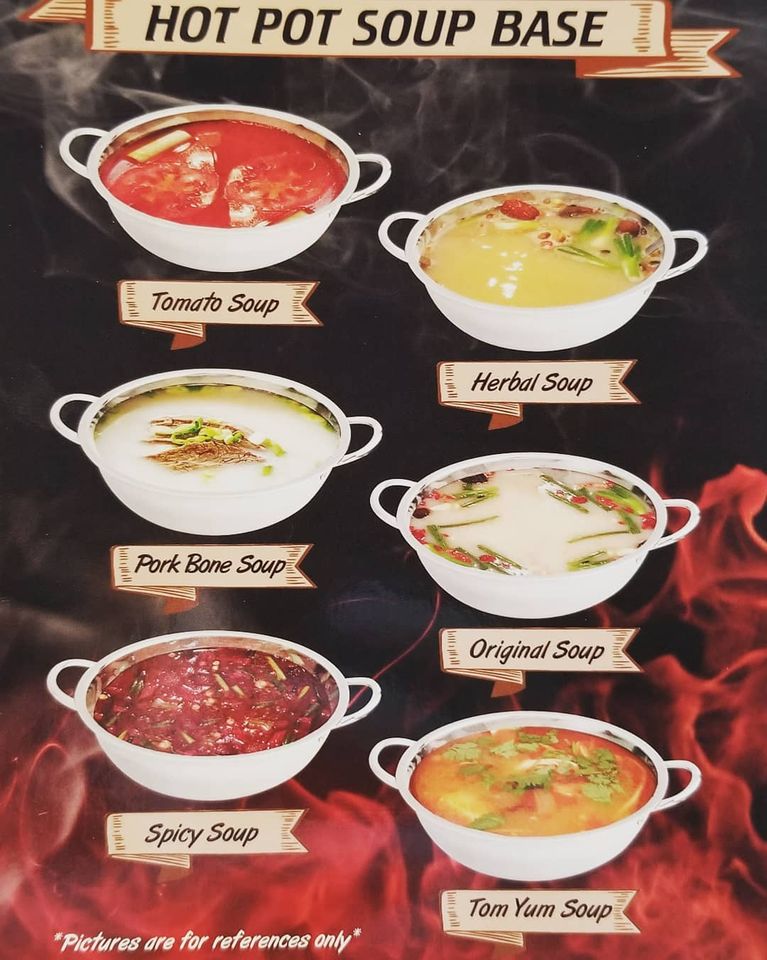 HOT POT SOUP BASE
Tomato Soup
Herbal Soup
Pork Bone Soup
Original Soup
Spicy Soup
Tom Yum Soup
*Pictures are for references only*